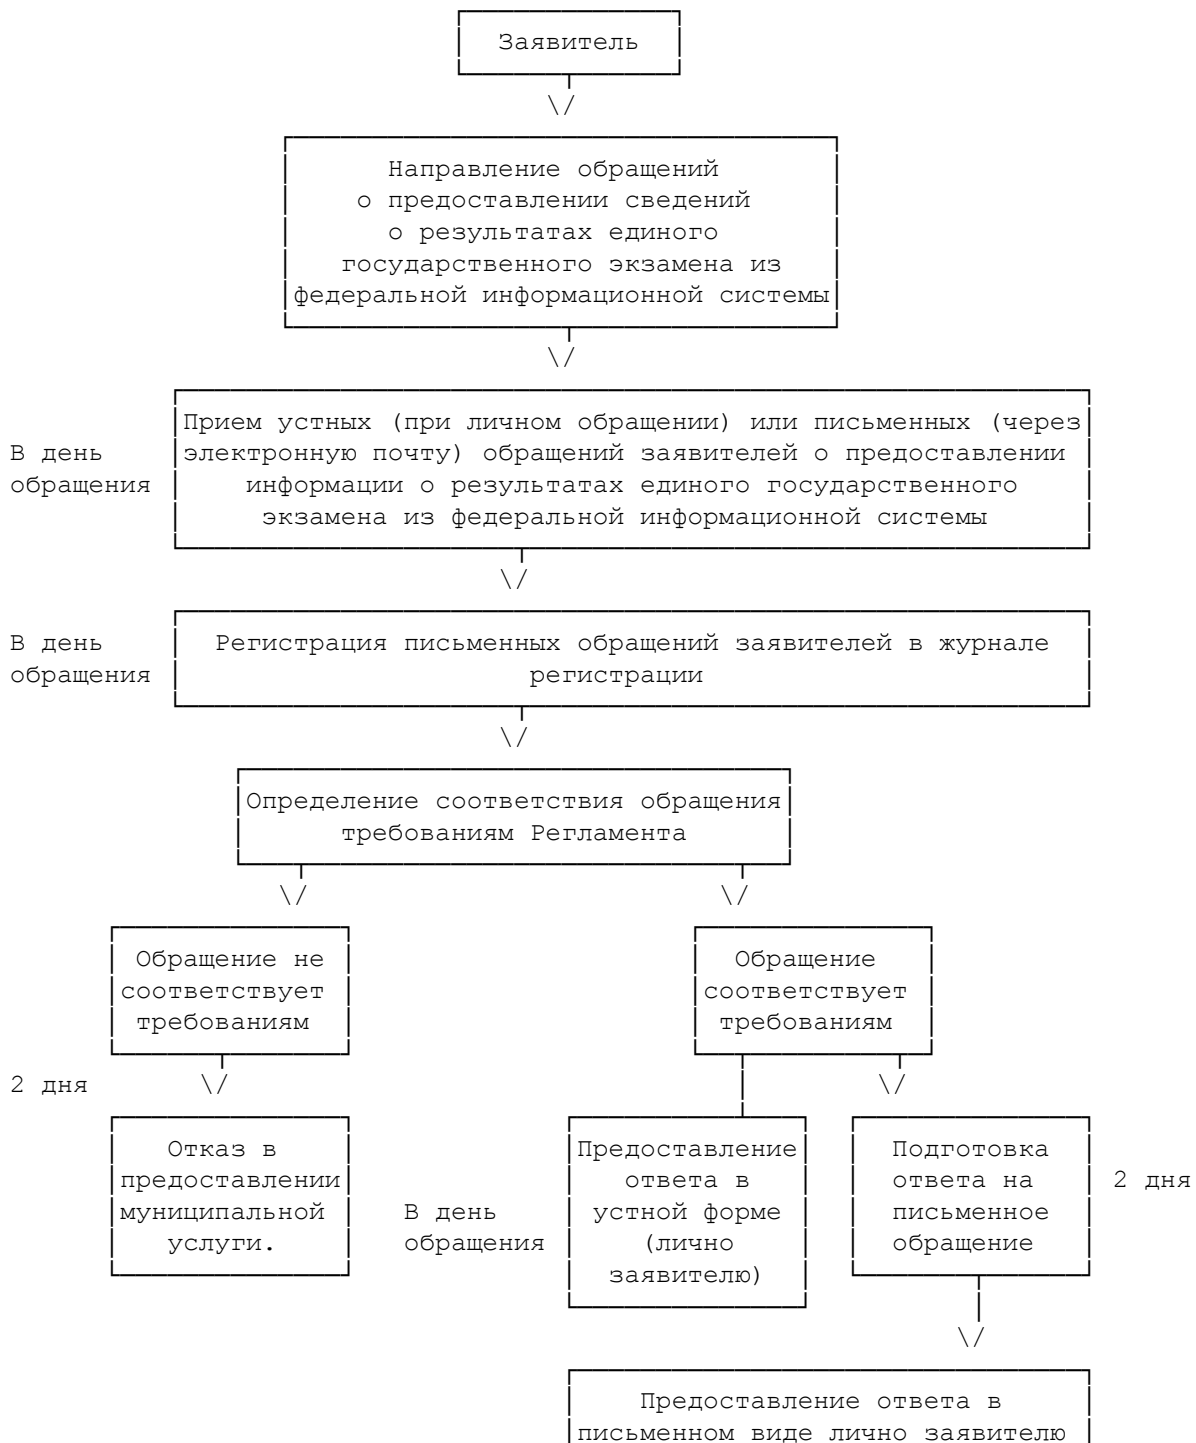 Заявитель
Направление обращений
о предоставлении сведений
о результатах единого
государственного экзамена из
федеральной информационной системы
Прием устных (при личном обращении) или письменных (через
электронную почту) обращений заявителей о предоставлении
информации о результатах единого государственного
экзамена из федеральной информационной системы
В день
обращения
Регистрация письменных обращений заявителей в журнале
регистрации
В день
обращения
Определение соответствия обращения
требованиям Регламента
Обращение не
соответствует
требованиям
Обращение
соответствует
требованиям
2 дня
Отказ в
предоставлении
муниципальной
услуги.
В день
обращения
Предоставление
ответа в
устной форме
(лично
заявителю)
Подготовка
ответа на
письменное
обращение
2 дня
Предоставление ответа в
письменном виде лично заявителю